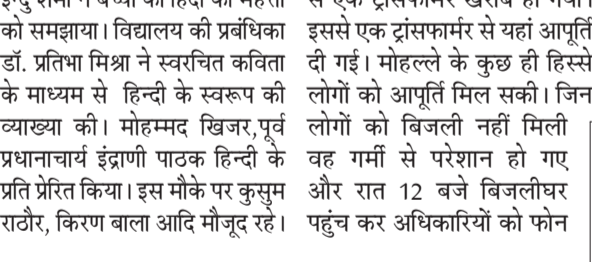 को समझाया। विद्यालय की प्रबंधिका
डॉ. प्रतिभा मिश्रा ने स्वरचित कविता
के माध्यम से हिन्दी के स्वरूप की
व्याख्या की। मोहम्मद खिजर,पूर्व
प्रधानाचार्य इंद्राणी पाठक हिन्दी के
प्रति प्रेरित किया। इस मौके पर कुसुम
राठौर, किरण बाला आदि मौजूद रहे।
इससे एक ट्रांसफार्मर से यहां आपूर्ति
दी गई। मोहल्ले के कुछ ही हिस्से
लोगों को आपूर्ति मिल सकी। जिन
लोगों को बिजली नहीं मिली
वह गर्मी से परेशान हो गए
और रात 12 बजे बिजलीघर
पहुंच कर अधिकारियों को फोन